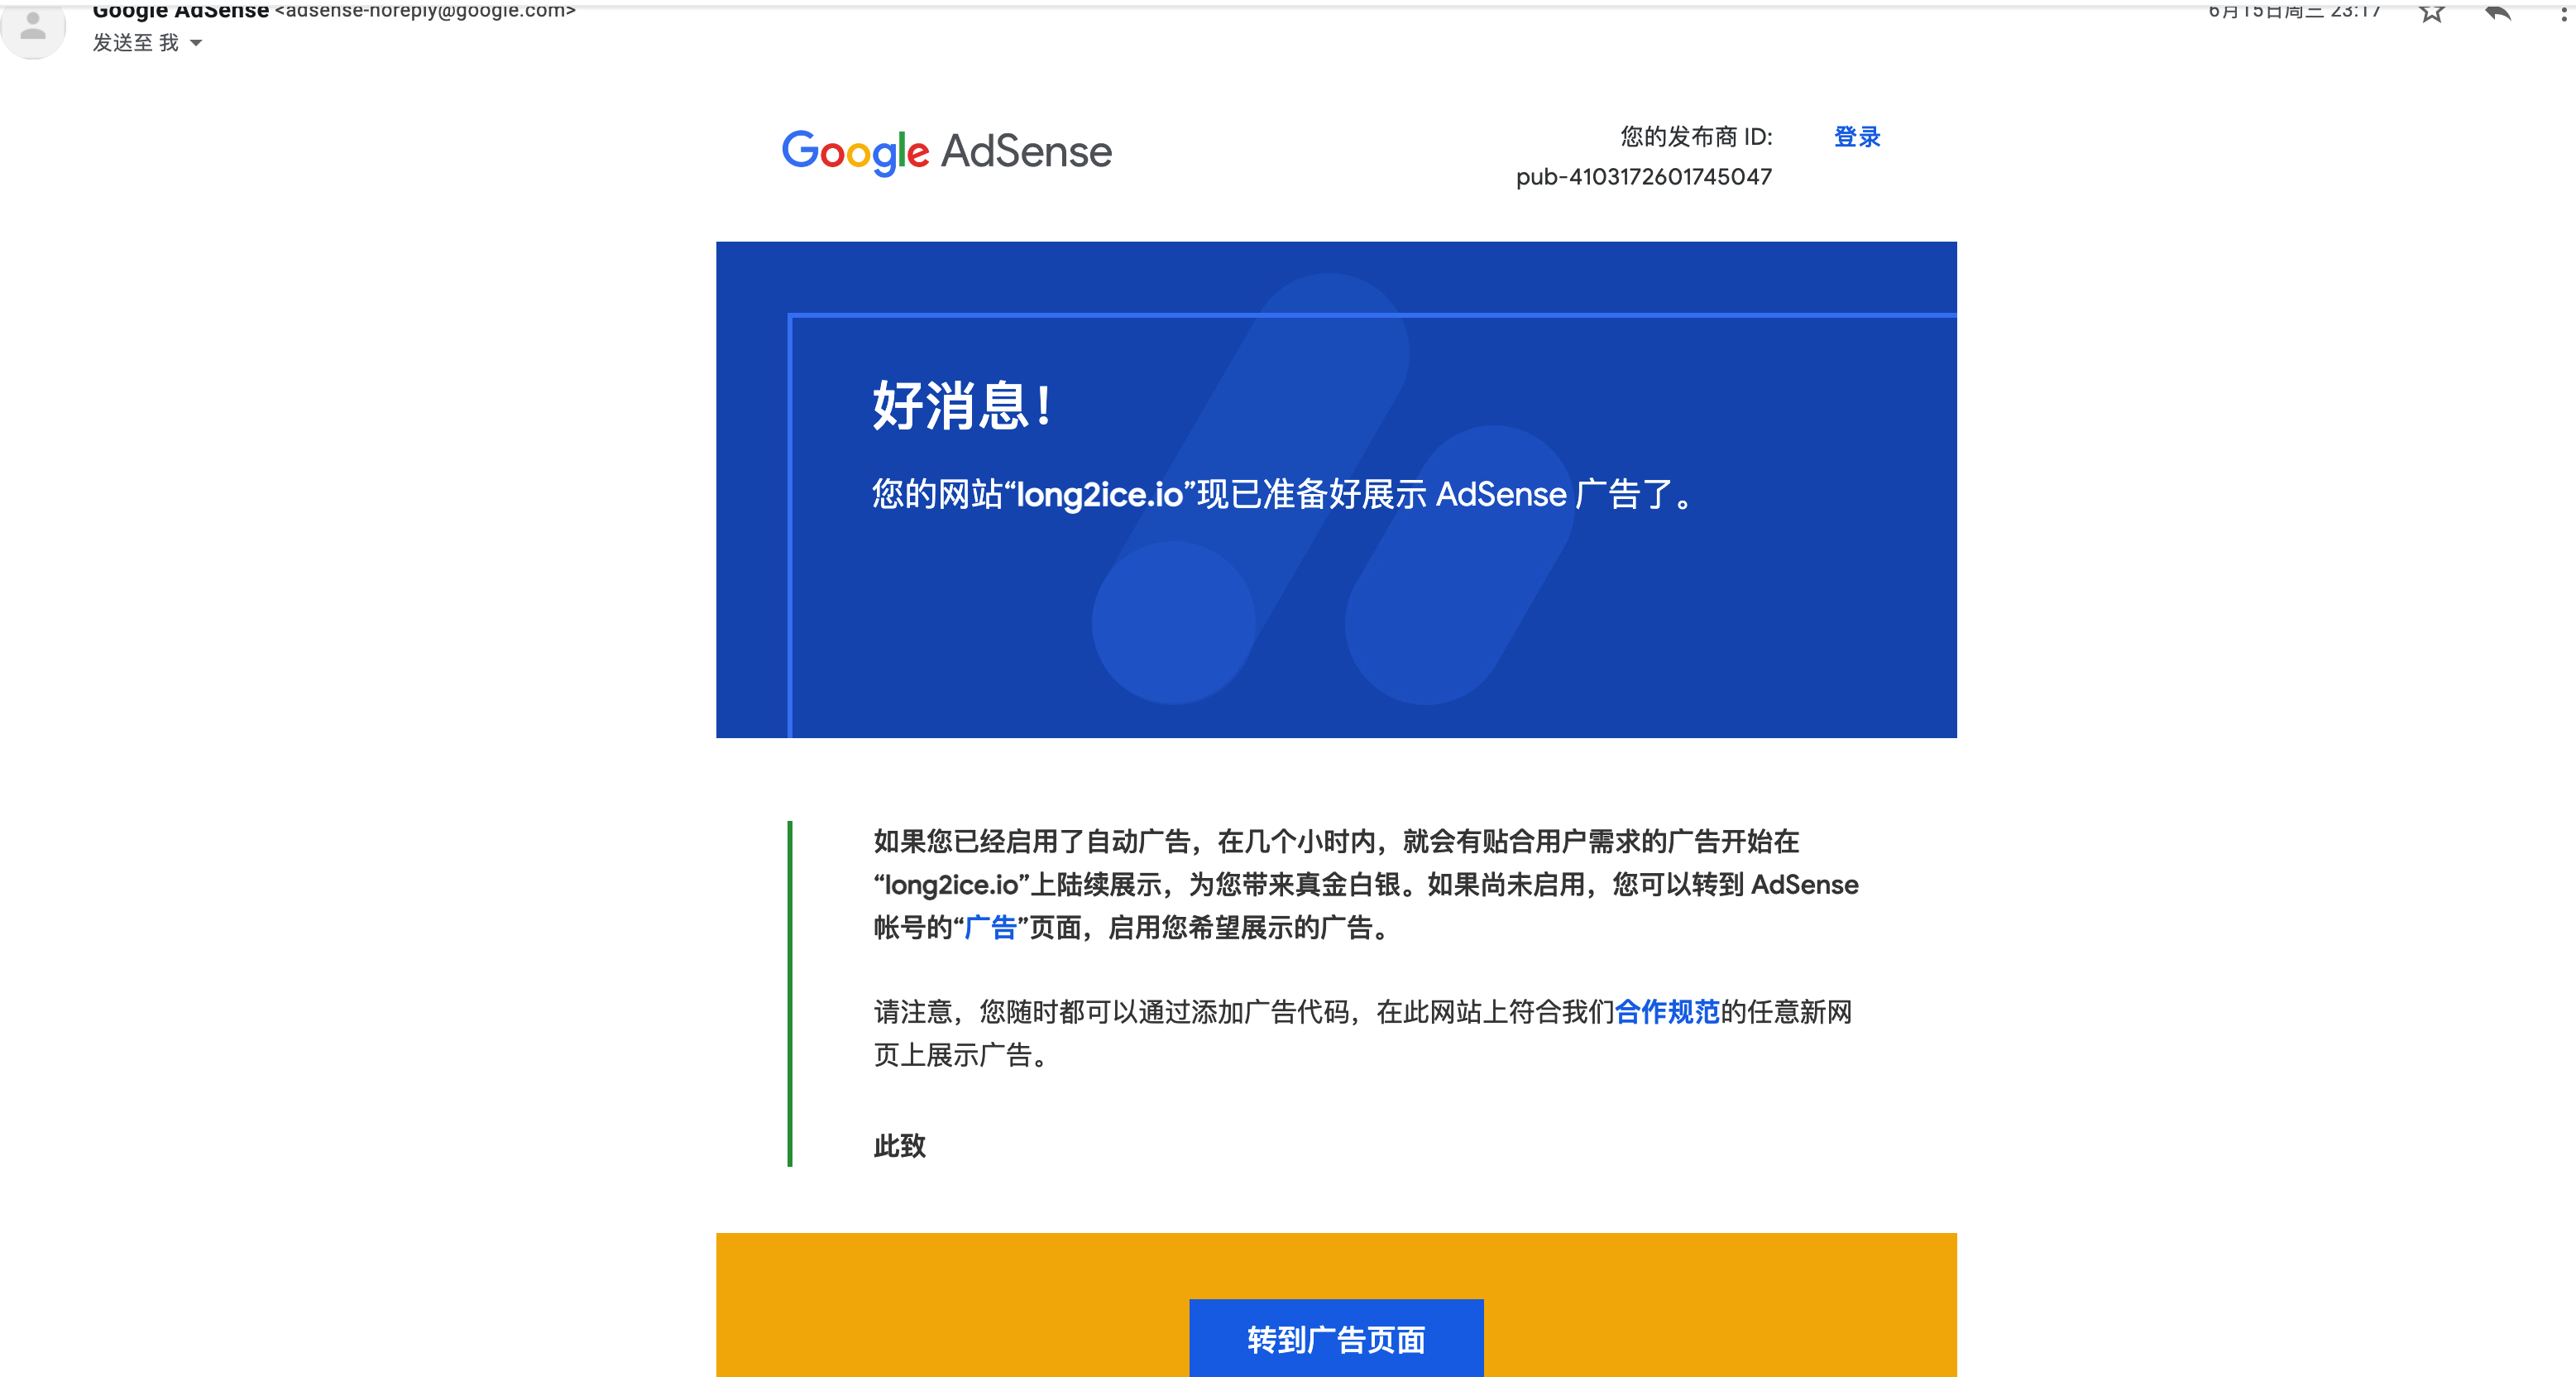 Google AdSense <adsense-noreply@google.com>
6月15日周三 23:17
发送至 我
Google AdSense
您的发布商 ID:
登录
pub-4103172601745047
好消息！
您的网站“long2ice.io”现已准备好展示 AdSense 广告了。
如果您已经启用了自动广告，在几个小时内，就会有贴合用户需求的广告开始在
“long2ice.io”上陆续展示，为您带来真金白银。如果尚未启用，您可以转到 AdSense
帐号的“广告”页面，启用您希望展示的广告。
请注意，您随时都可以通过添加广告代码，在此网站上符合我们合作规范的任意新网
页上展示广告。
此致
转到广告页面